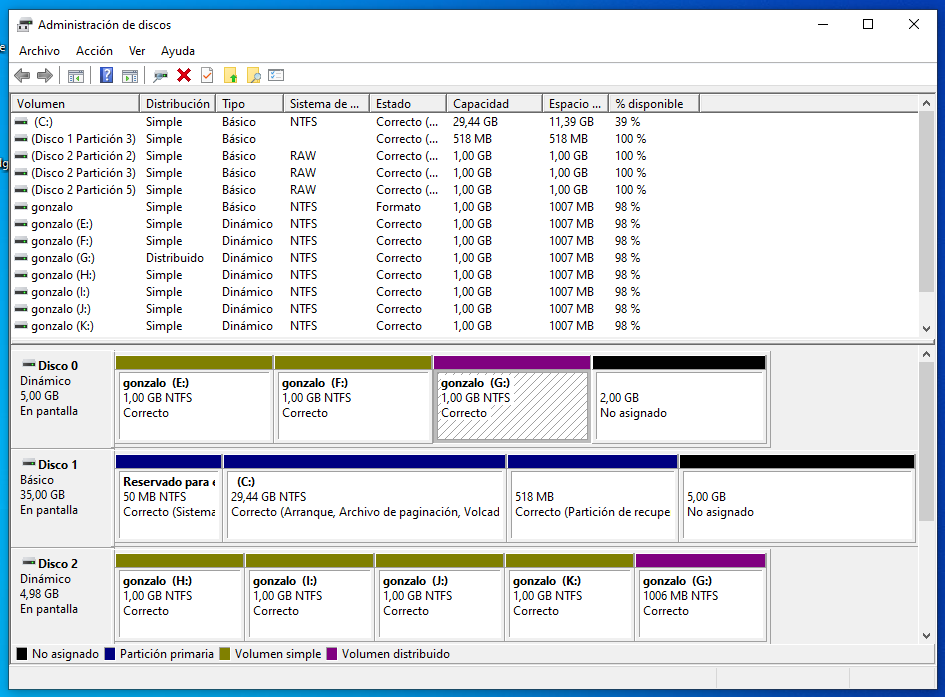 Administración de discos
Archivo Acción Ver Ayuda
Volumen Distribución Tipo Sistema de ... Estado Capacidad Espacio ... % disponible
(C:) Simple Básico NTFS Correcto (... 29,44 GB 11,39 GB 39 %
(Disco 1 Partición 3) Simple Básico Correcto (... 518 MB 518 MB 100 %
(Disco 2 Partición 2) Simple Básico RAW Correcto (... 1,00 GB 1,00 GB 100 %
(Disco 2 Partición 3) Simple Básico RAW Correcto (... 1,00 GB 1,00 GB 100 %
(Disco 2 Partición 5) Simple Básico RAW Correcto (... 1,00 GB 1,00 GB 100 %
gonzalo Simple Básico NTFS Formato 1,00 GB 1007 MB 98 %
gonzalo (E:) Simple Dinámico NTFS Correcto 1,00 GB 1007 MB 98 %
gonzalo (F:) Simple Dinámico NTFS Correcto 1,00 GB 1007 MB 98 %
gonzalo (G:) Distribuido Dinámico NTFS Correcto 1,00 GB 1007 MB 98 %
gonzalo (H:) Simple Dinámico NTFS Correcto 1,00 GB 1007 MB 98 %
gonzalo (I:) Simple Dinámico NTFS Correcto 1,00 GB 1007 MB 98 %
gonzalo (J:) Simple Dinámico NTFS Correcto 1,00 GB 1007 MB 98 %
gonzalo (K:) Simple Dinámico NTFS Correcto 1,00 GB 1007 MB 98 %
Disco 0
Dinámico
5,00 GB
En pantalla
gonzalo (E:)
1,00 GB NTFS
Correcto
gonzalo (F:)
1,00 GB NTFS
Correcto
gonzalo (G:)
1,00 GB NTFS
Correcto
2,00 GB
No asignado
Disco 1
Básico
35,00 GB
En pantalla
Reservado para
50 MB NTFS
Correcto (Sistema
(C:)
29,44 GB NTFS
Correcto (Arranque, Archivo de paginación, Volcad
518 MB
Correcto (Partición de recupe
5,00 GB
No asignado
Disco 2
Dinámico
4,98 GB
En pantalla
gonzalo (H:)
1,00 GB NTFS
Correcto
gonzalo (I:)
1,00 GB NTFS
Correcto
gonzalo (J:)
1,00 GB NTFS
Correcto
gonzalo (K:)
1,00 GB NTFS
Correcto
gonzalo (G:)
1006 MB NTFS
Correcto
No asignado Partición primaria Volumen simple Volumen distribuido